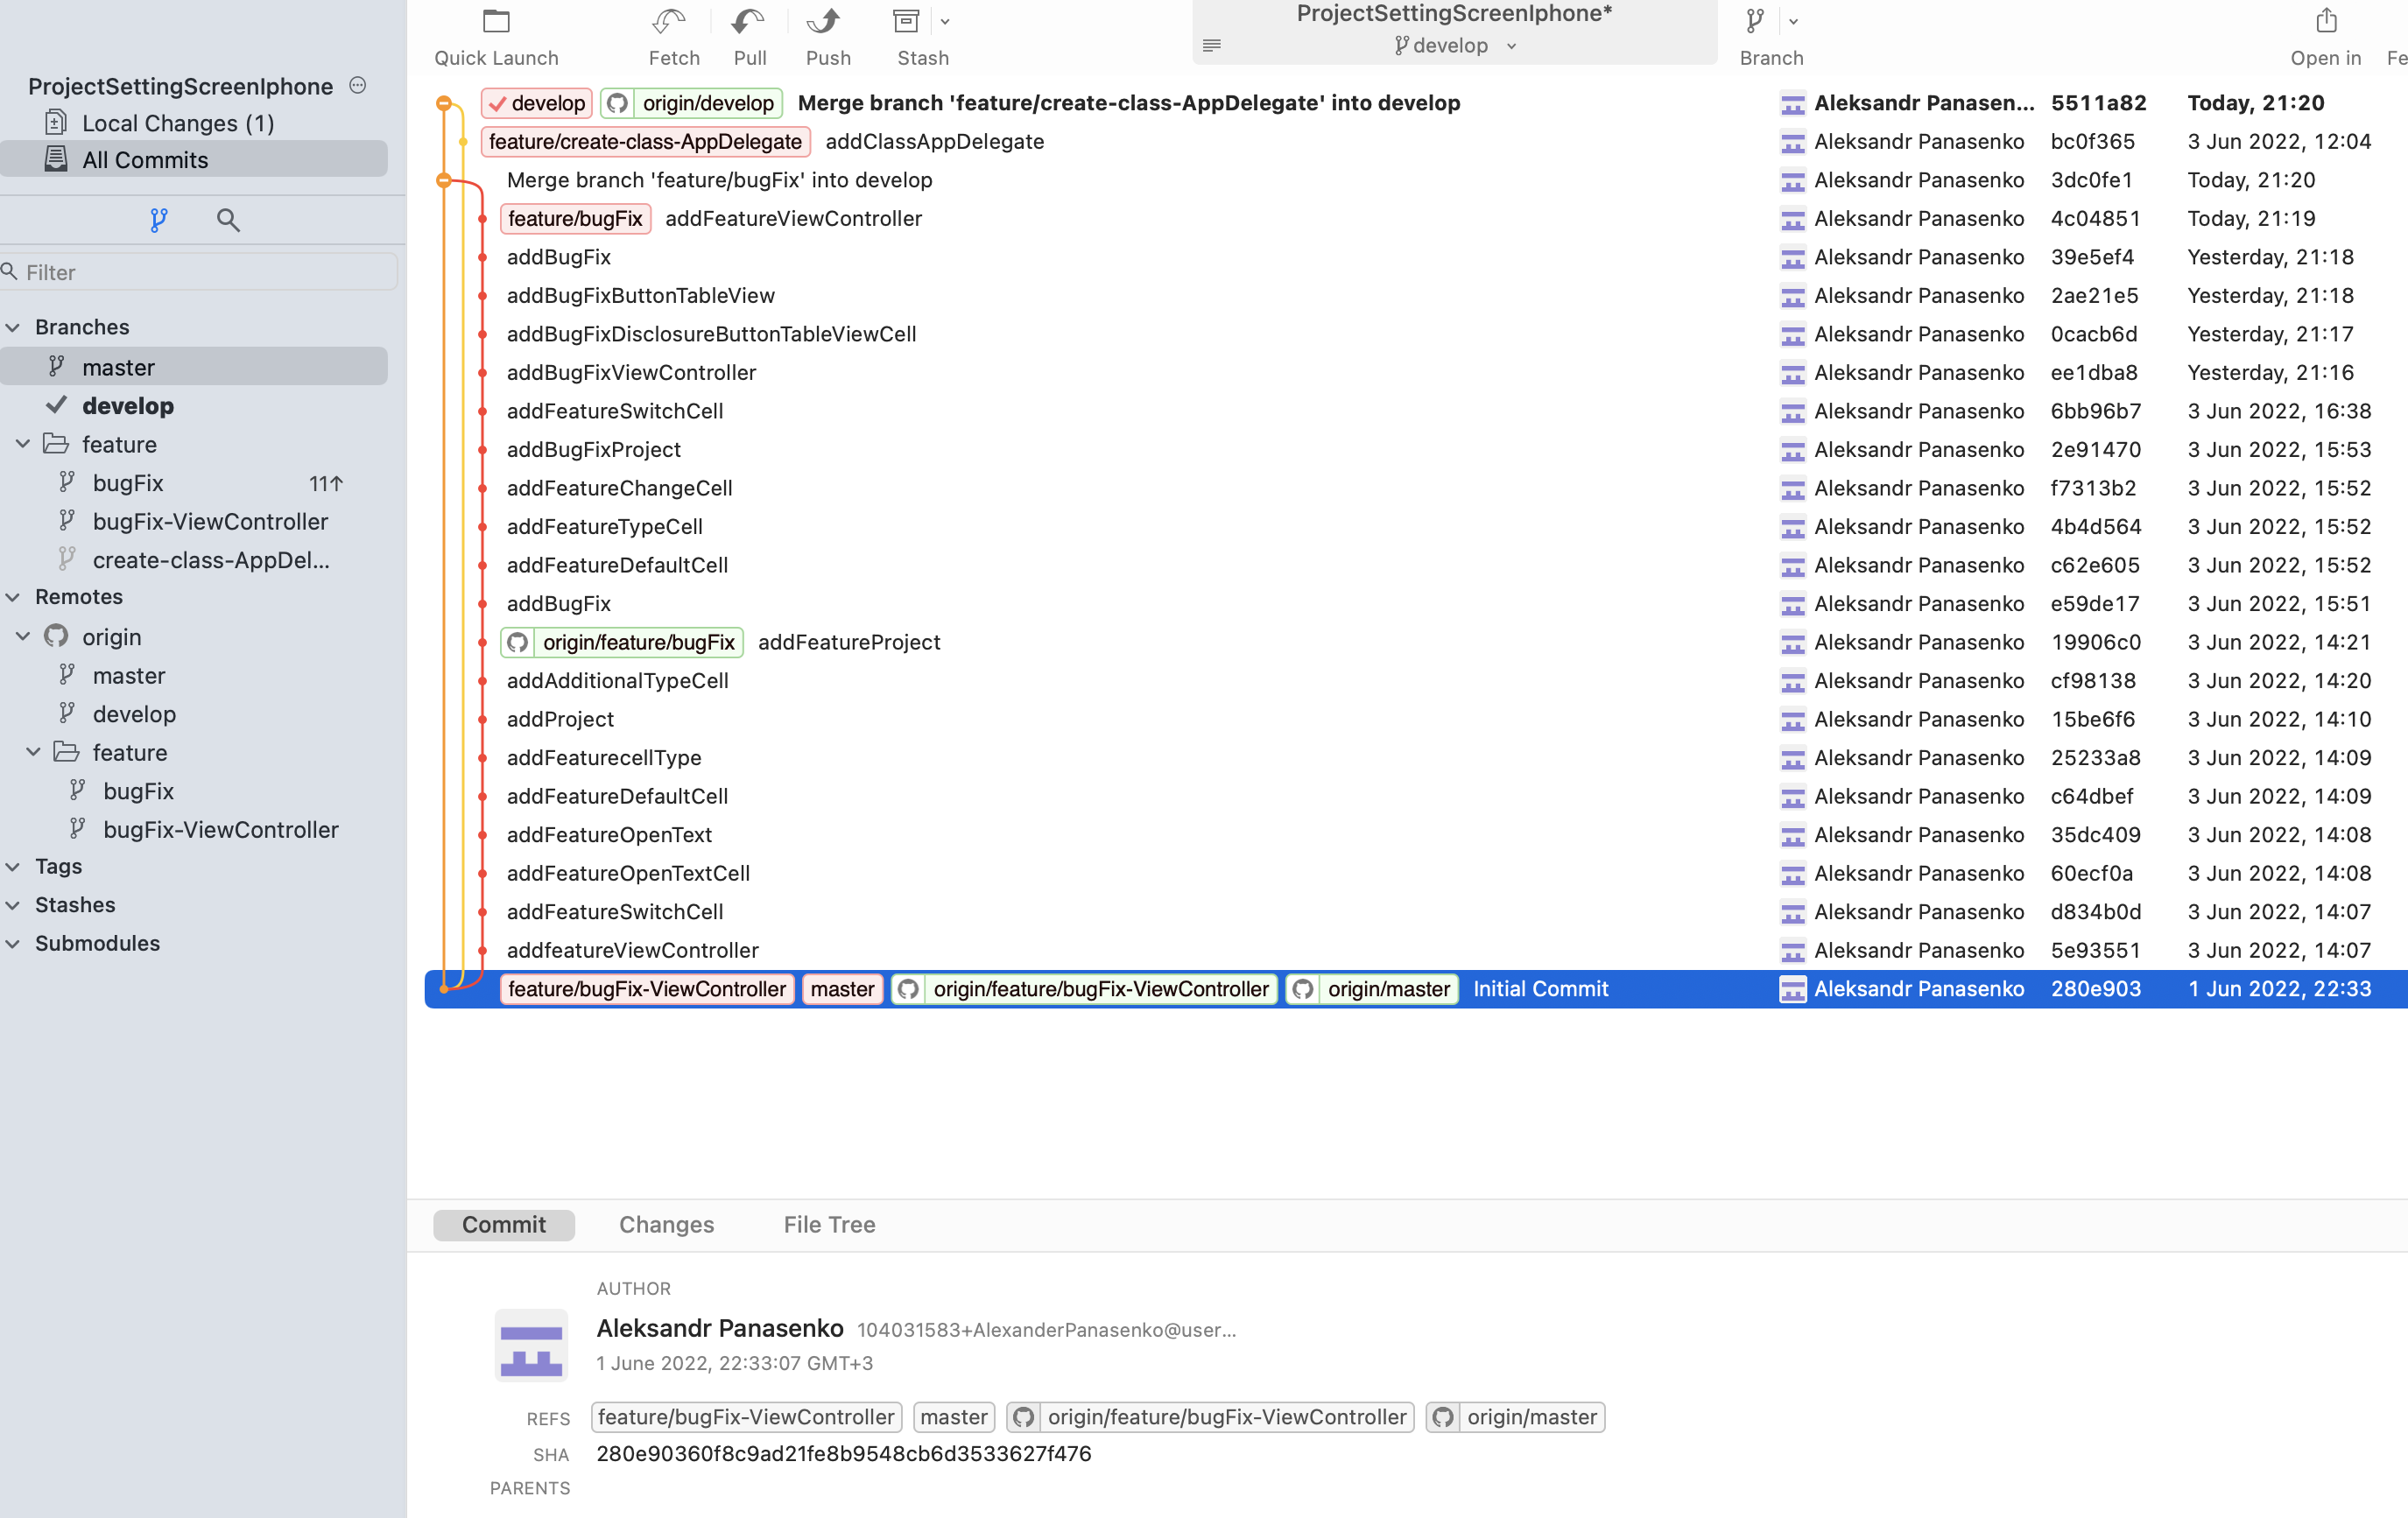 ProjectSettingScreenIphone
Local Changes (1)
All Commits
Filter
Branches
master
develop
feature
bugFix 11↑
bugFix-ViewController
create-class-AppDel...
Remotes
origin
master
develop
feature
bugFix
bugFix-ViewController
Tags
Stashes
Submodules
Quick Launch Fetch Pull Push Stash
ProjectSettingScreenIphone*
develop
Branch Open in Fe
develop origin/develop Merge branch 'feature/create-class-AppDelegate' into develop Aleksandr Panasen... 5511a82 Today, 21:20
feature/create-class-AppDelegate addClassAppDelegate Aleksandr Panasenko bc0f365 3 Jun 2022, 12:04
Merge branch 'feature/bugFix' into develop Aleksandr Panasenko 3dc0fe1 Today, 21:20
feature/bugFix addFeatureViewController Aleksandr Panasenko 4c04851 Today, 21:19
addBugFix Aleksandr Panasenko 39e5ef4 Yesterday, 21:18
addBugFixButtonTableView Aleksandr Panasenko 2ae21e5 Yesterday, 21:18
addBugFixDisclosureButtonTableViewCell Aleksandr Panasenko 0cacb6d Yesterday, 21:17
addBugFixViewController Aleksandr Panasenko ee1dba8 Yesterday, 21:16
addFeatureSwitchCell Aleksandr Panasenko 6bb96b7 3 Jun 2022, 16:38
addBugFixProject Aleksandr Panasenko 2e91470 3 Jun 2022, 15:53
addFeatureChangeCell Aleksandr Panasenko f7313b2 3 Jun 2022, 15:52
addFeatureTypeCell Aleksandr Panasenko 4b4d564 3 Jun 2022, 15:52
addFeatureDefaultCell Aleksandr Panasenko c62e605 3 Jun 2022, 15:52
addBugFix Aleksandr Panasenko e59de17 3 Jun 2022, 15:51
origin/feature/bugFix addFeatureProject Aleksandr Panasenko 19906c0 3 Jun 2022, 14:21
addAdditionalTypeCell Aleksandr Panasenko cf98138 3 Jun 2022, 14:20
addProject Aleksandr Panasenko 15be6f6 3 Jun 2022, 14:10
addFeaturecellType Aleksandr Panasenko 25233a8 3 Jun 2022, 14:09
addFeatureDefaultCell Aleksandr Panasenko c64dbef 3 Jun 2022, 14:09
addFeatureOpenText Aleksandr Panasenko 35dc409 3 Jun 2022, 14:08
addFeatureOpenTextCell Aleksandr Panasenko 60ecf0a 3 Jun 2022, 14:08
addFeatureSwitchCell Aleksandr Panasenko d834b0d 3 Jun 2022, 14:07
addfeatureViewController Aleksandr Panasenko 5e93551 3 Jun 2022, 14:07
feature/bugFix-ViewController master origin/feature/bugFix-ViewController origin/master Initial Commit Aleksandr Panasenko 280e903 1 Jun 2022, 22:33
Commit Changes File Tree
AUTHOR
Aleksandr Panasenko 104031583+AlexanderPanasenko@user...
1 June 2022, 22:33:07 GMT+3
REFS feature/bugFix-ViewController master origin/feature/bugFix-ViewController origin/master
SHA 280e90360f8c9ad21fe8b9548cb6d3533627f476
PARENTS